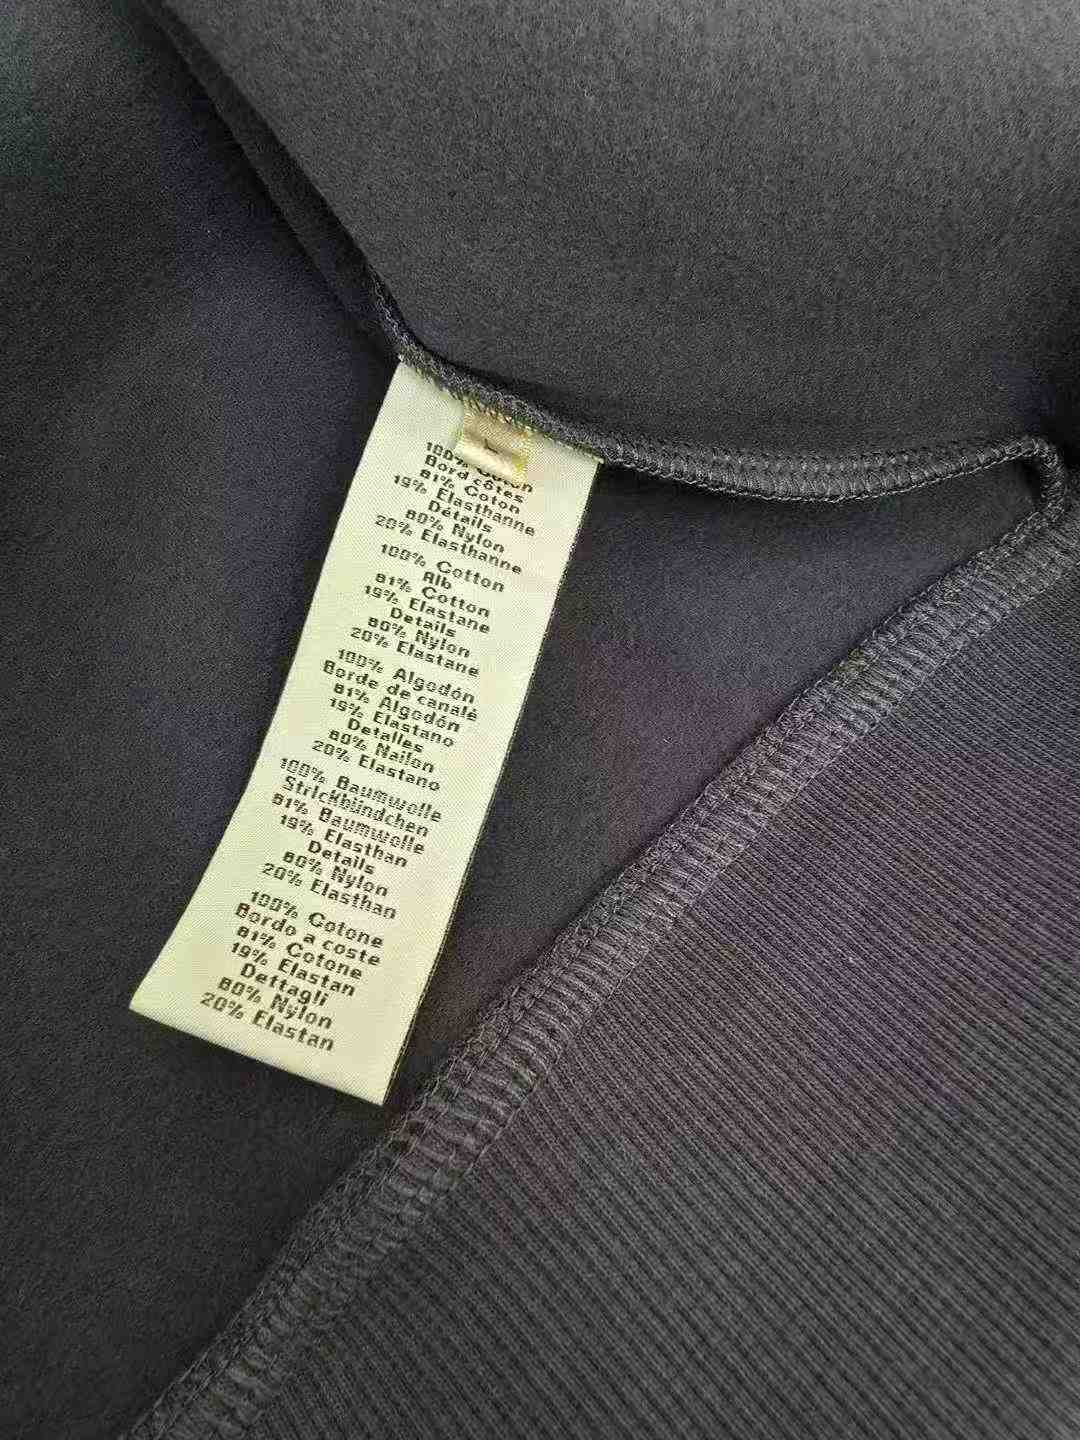 100% Coton
Bord côtes
81% Coton
19% Elasthanne
Détails
80% Nylon
20% Elasthanne
100% Cotton
Rib
81% Cotton
19% Elastane
Details
80% Nylon
20% Elastane
100% Algodón
Borde de canalé
81% Algodón
19% Elastano
Detalles
80% Nailon
20% Elastano
100% Baumwolle
Strickbündchen
81% Baumwolle
19% Elasthan
Details
80% Nylon
20% Elasthan
100% Cotone
Bordo a coste
81% Cotone
19% Elastan
Dettagli
80% Nylon
20% Elastan